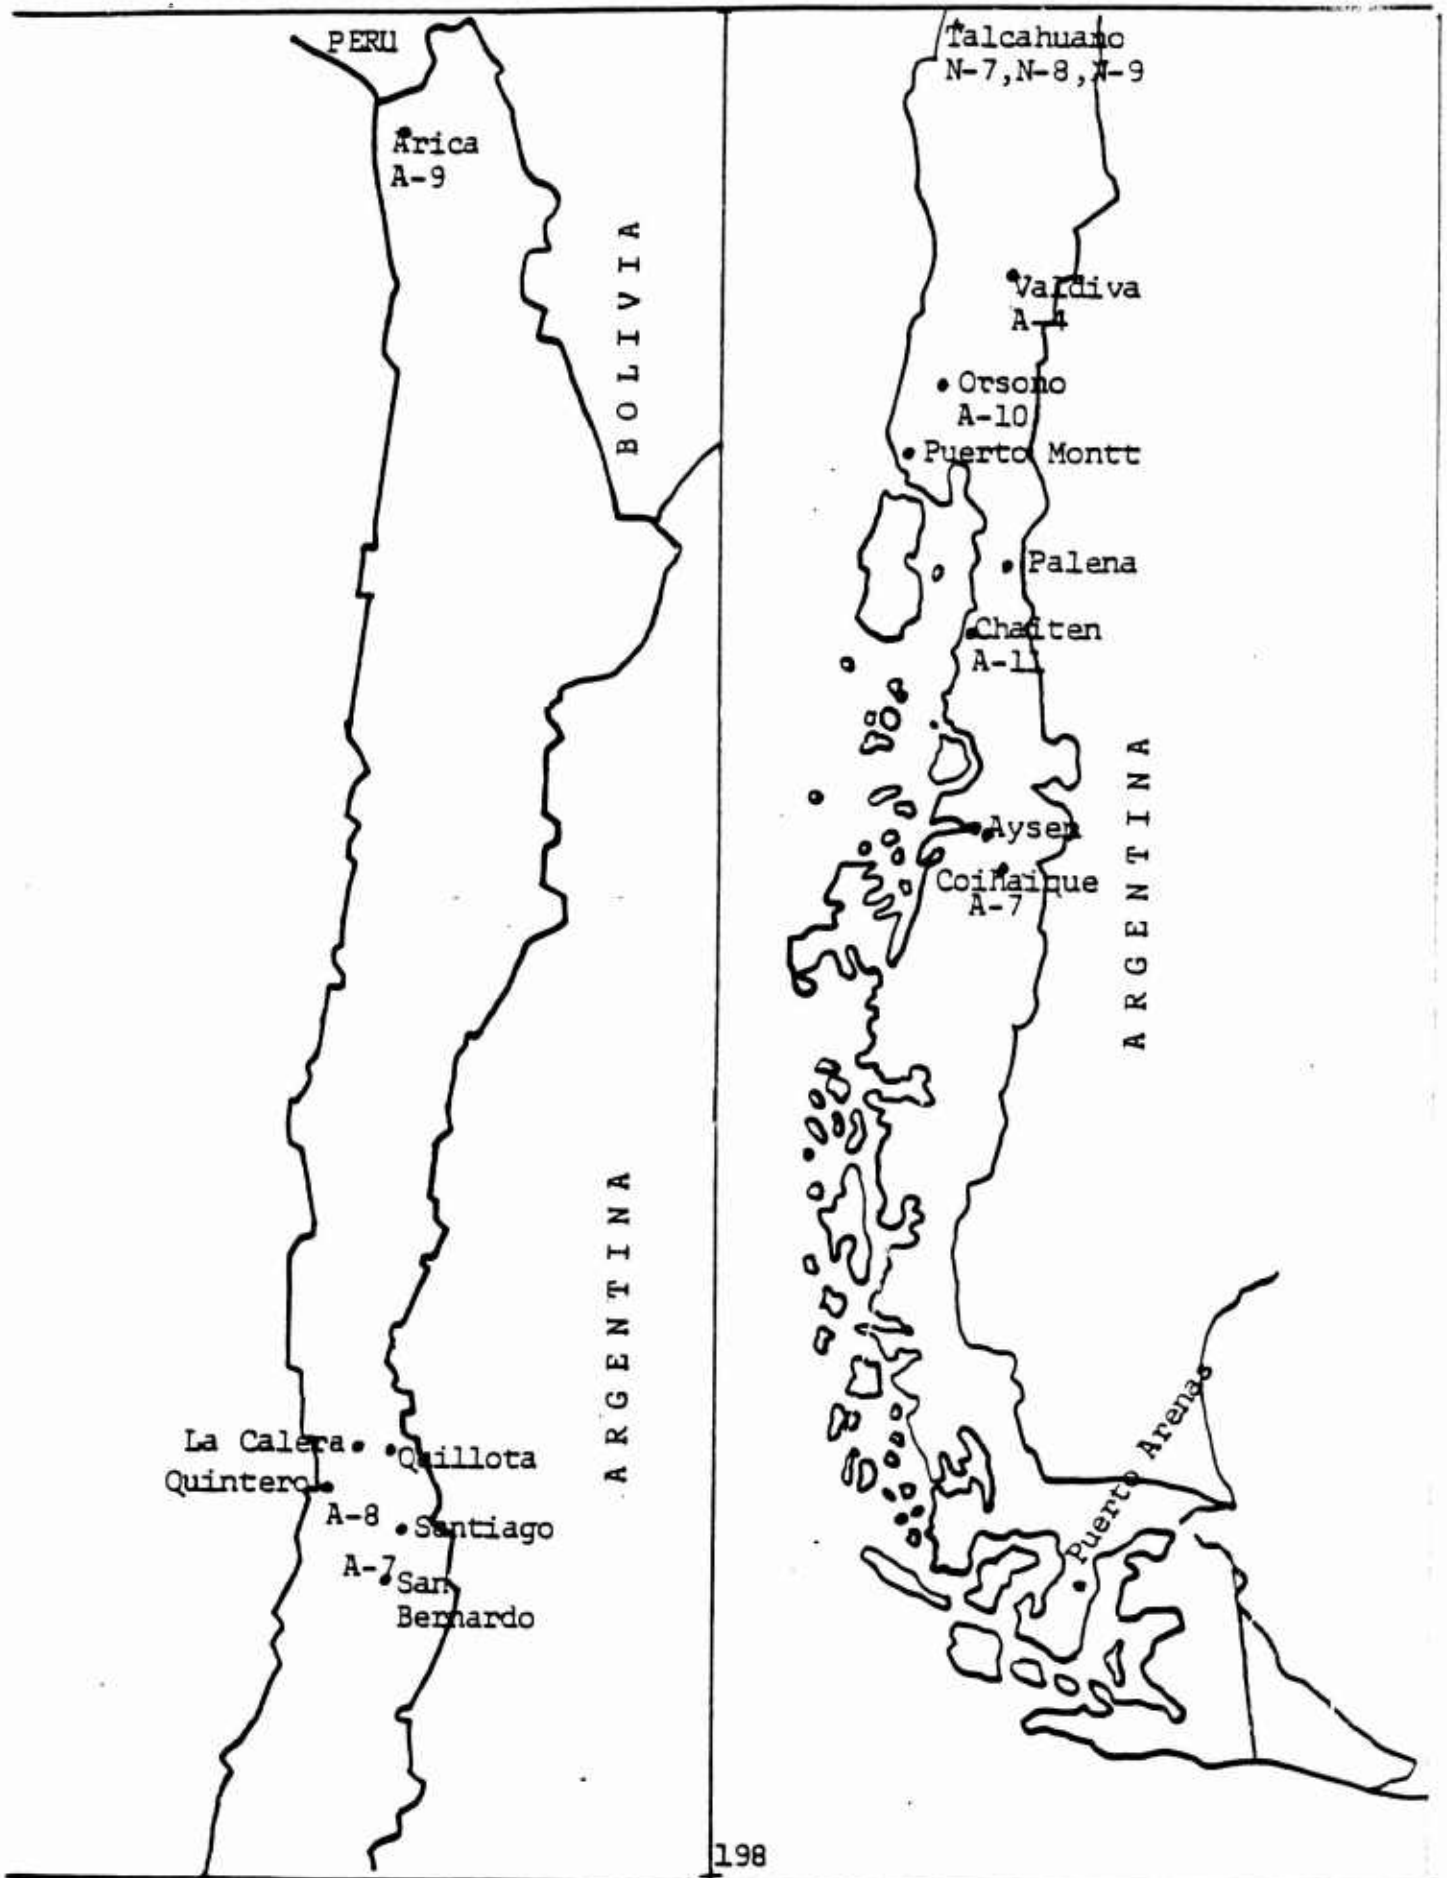 PERU
Arica
A-9
BOLIVIA
ARGENTINA
La Calera
Quillota
Quintero
A-8
Santiago
A-7
San
Bernardo
Talcahuano
N-7,N-8,N-9
Valdiva
A-4
Orsono
A-10
Puerto Montt
Palena
Chaiten
A-11
Aysen
Coihaique
A-7
ARGENTINA
Puerto Arenas
198